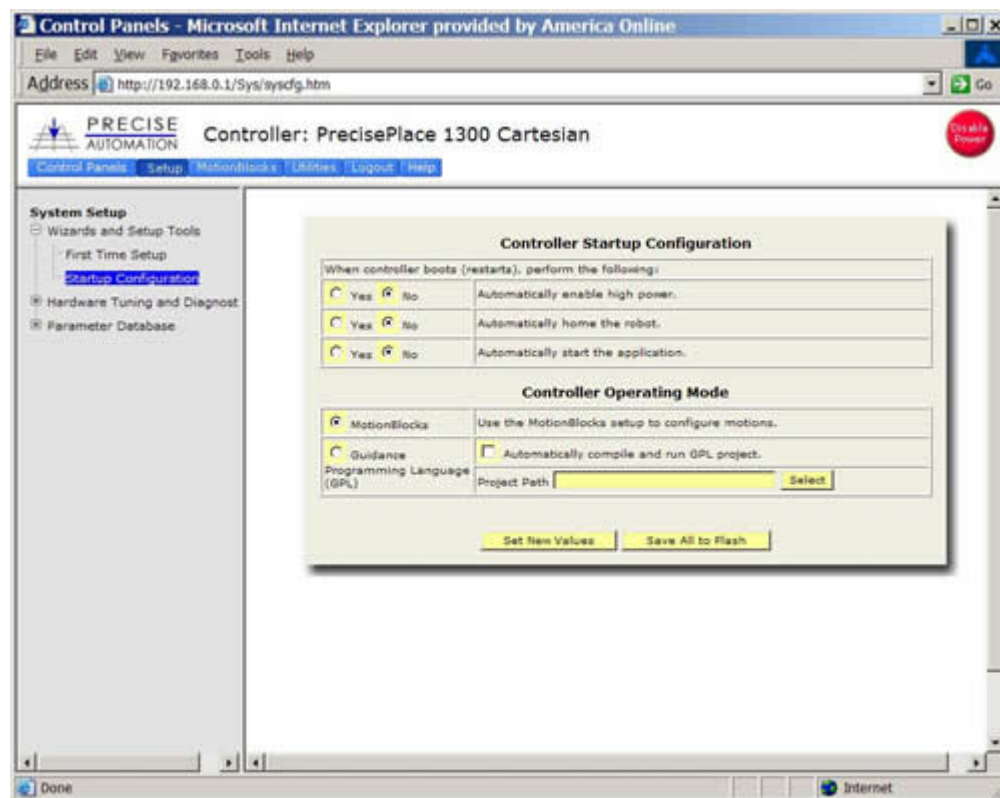 Control Panels - Microsoft Internet Explorer provided by America Online
File Edit View Favorites Tools Help
Address http://192.168.0.1/Sys/syscfg.htm Go
PRECISE
AUTOMATION
Controller: PrecisePlace 1300 Cartesian
Disable
Power
Control Panels Setup MotionBlocks Utilities Logout Help
System Setup
Wizards and Setup Tools
First Time Setup
Startup Configuration
Hardware Tuning and Diagnost
Parameter Database
Controller Startup Configuration
When controller boots (restarts), perform the following:
Yes No Automatically enable high power.
Yes No Automatically home the robot.
Yes No Automatically start the application.
Controller Operating Mode
MotionBlocks Use the MotionBlocks setup to configure motions.
Guidance
Programming Language
(GPL)
Automatically compile and run GPL project.
Project Path Select
Set New Values Save All to Flash
Done Internet